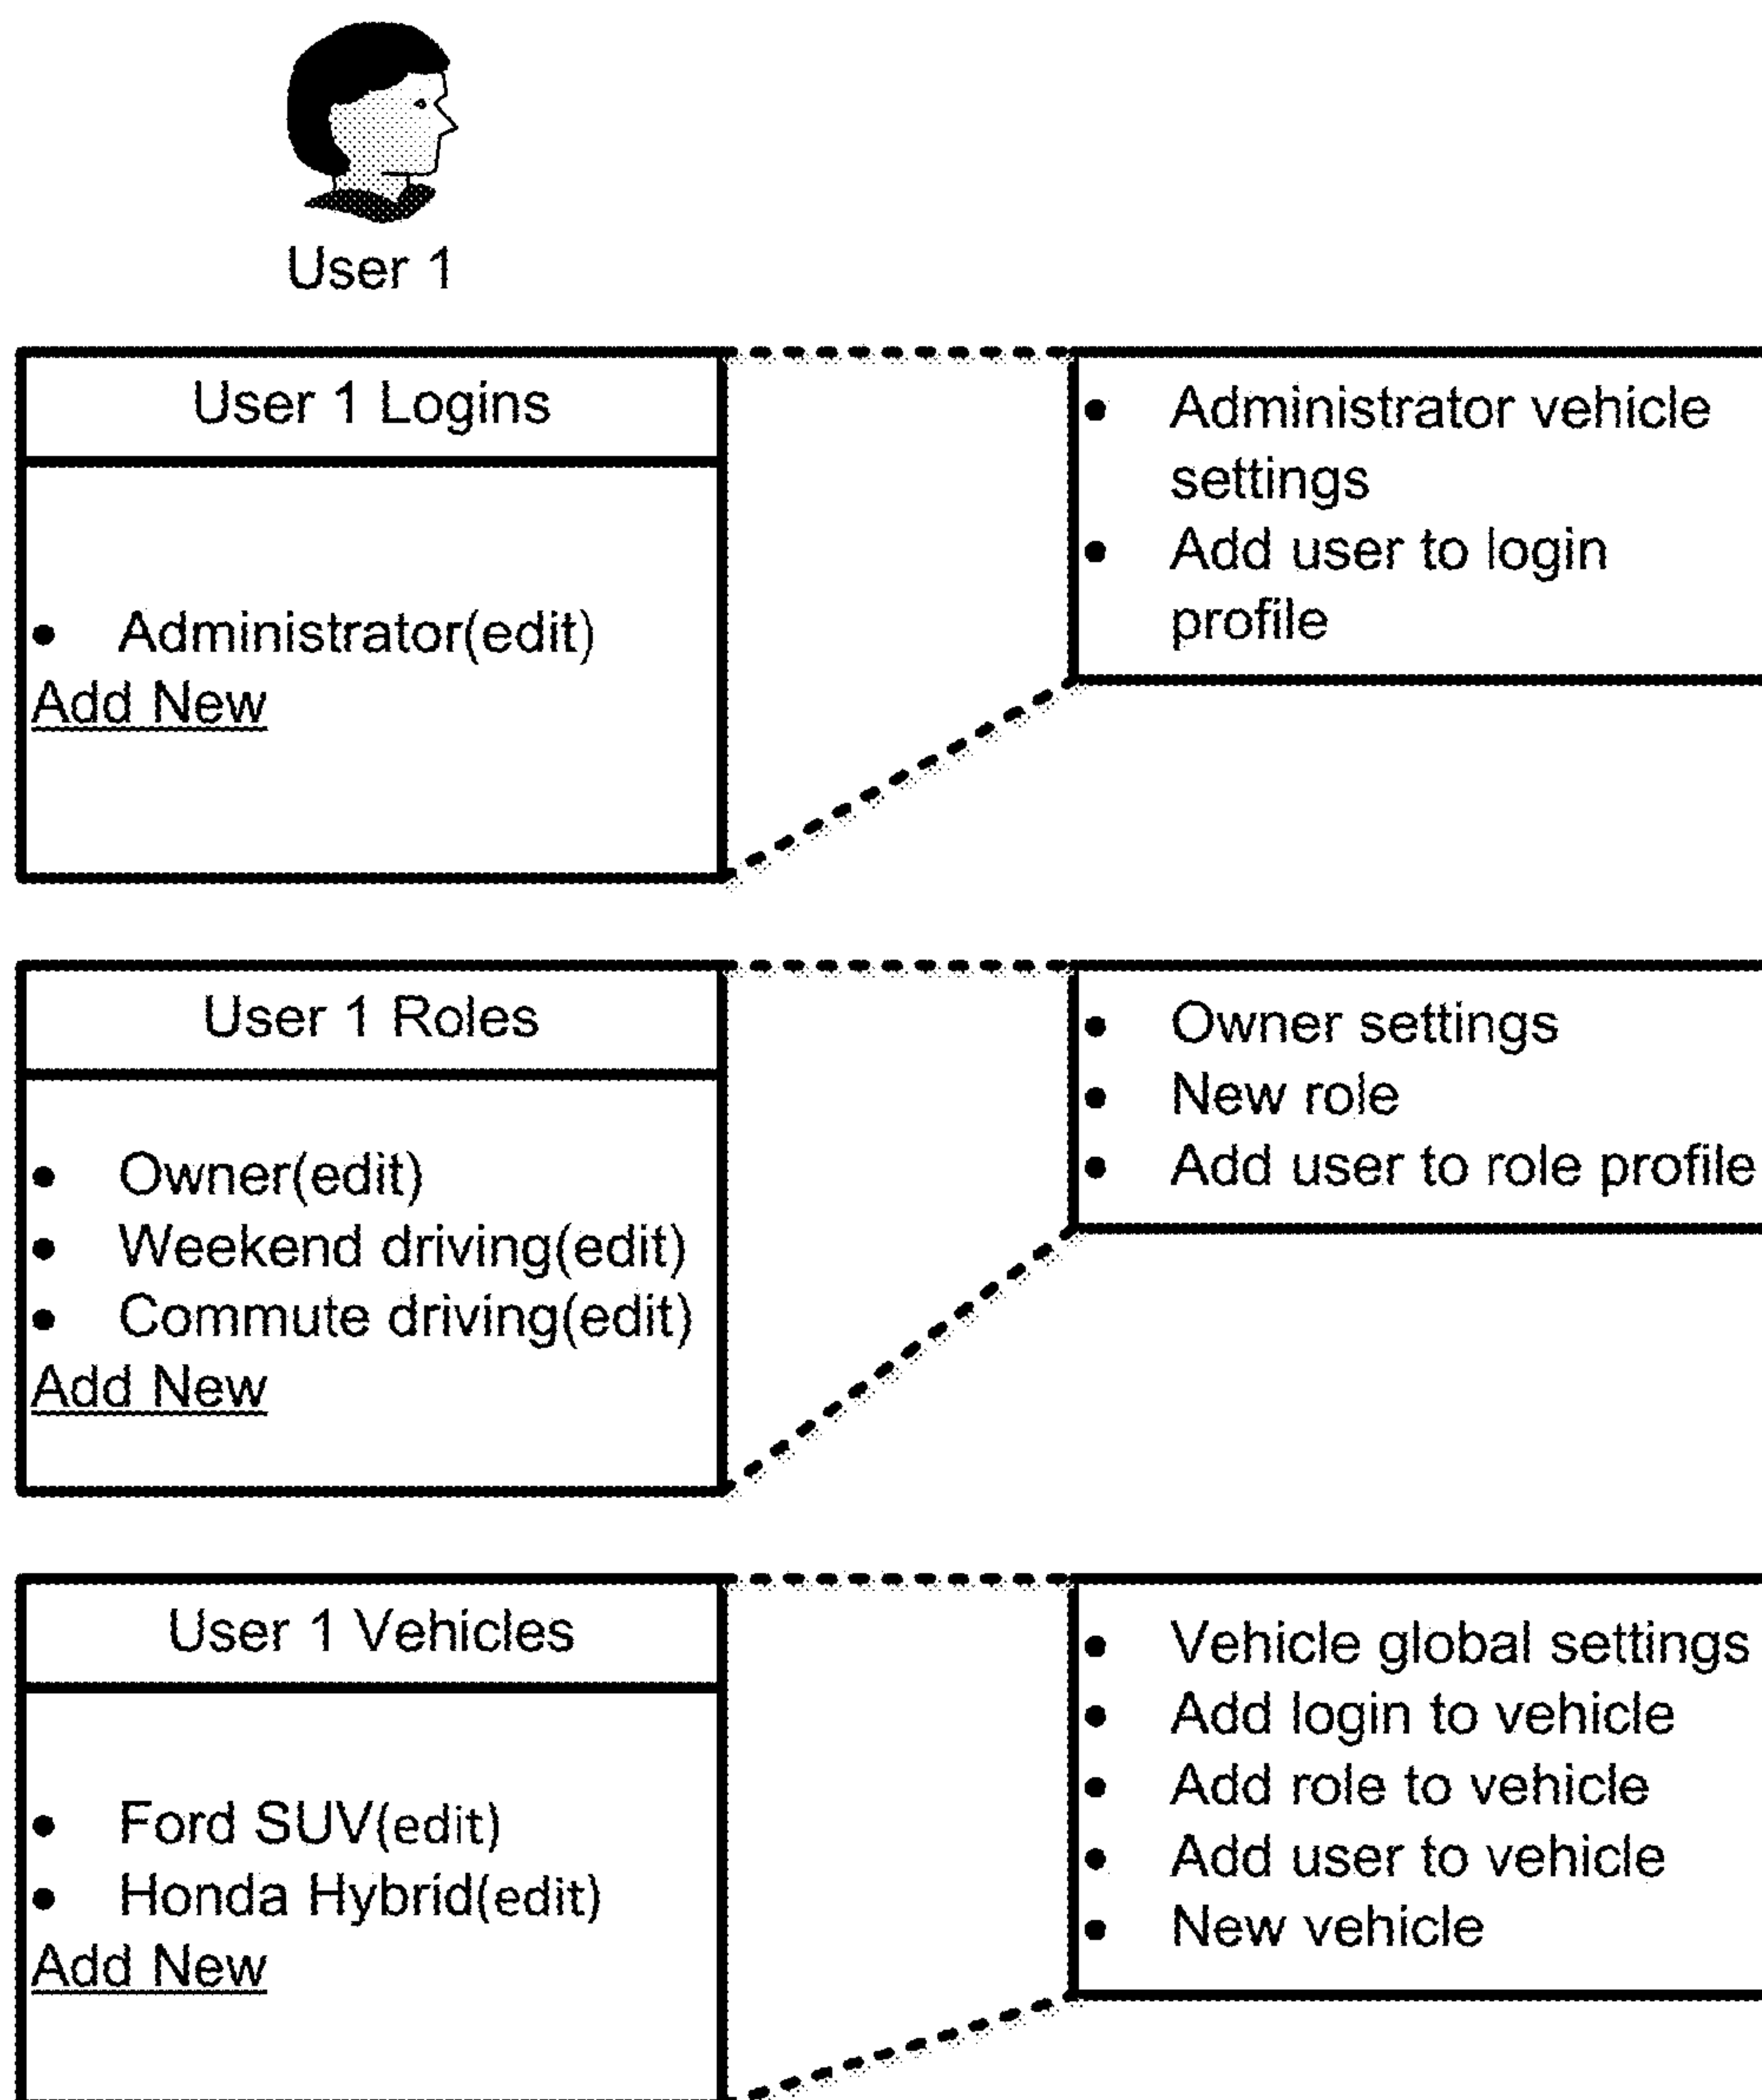 User 1
User 1 Logins
• Administrator(edit)
Add New
• Administrator vehicle
settings
• Add user to login
profile
User 1 Roles
• Owner(edit)
• Weekend driving(edit)
• Commute driving(edit)
Add New
• Owner settings
• New role
• Add user to role profile
User 1 Vehicles
• Ford SUV(edit)
• Honda Hybrid(edit)
Add New
• Vehicle global settings
• Add login to vehicle
• Add role to vehicle
• Add user to vehicle
• New vehicle